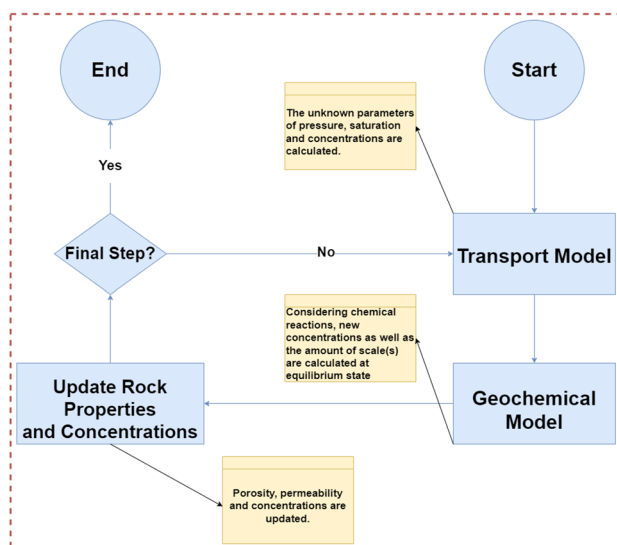 End
Start
The unknown parameters
of pressure, saturation
and concentrations are
calculated.
Yes
Final Step?
No
Transport Model
Considering chemical
reactions, new
concentrations as well as
the amount of scale(s)
are calculated at
equilibrium state
Update Rock
Properties
and Concentrations
Geochemical
Model
Porosity, permeability
and concentrations are
updated.